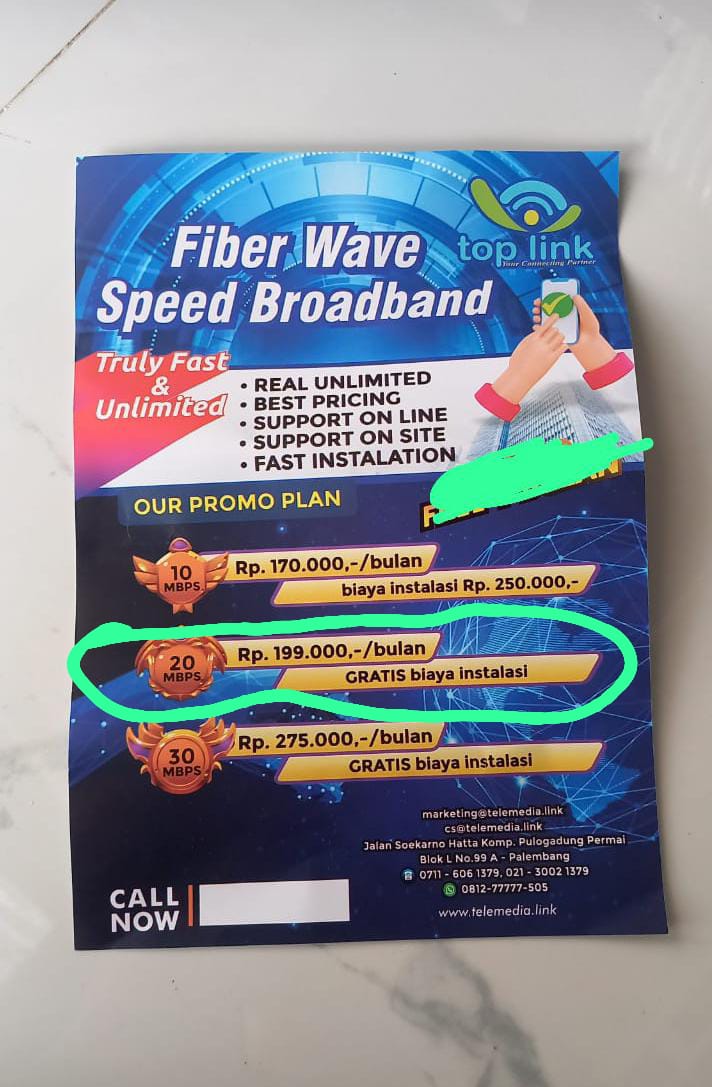 top link
Your Connecting Partner
Fiber Wave
Speed Broadband
Truly Fast
&
Unlimited
• REAL UNLIMITED
• BEST PRICING
• SUPPORT ON LINE
• SUPPORT ON SITE
• FAST INSTALATION
OUR PROMO PLAN
10
MBPS
Rp. 170.000,-/bulan
biaya instalasi Rp. 250.000,-
20
MBPS
Rp. 199.000,-/bulan
GRATIS biaya instalasi
30
MBPS
Rp. 275.000,-/bulan
GRATIS biaya instalasi
marketing@telemedia.link
cs@telemedia.link
Jalan Soekarno Hatta Komp. Pulogadung Permai
Blok L No.99 A - Palembang
0711 - 606 1379, 021 - 3002 1379
0812-77777-505
www.telemedia.link
CALL
NOW